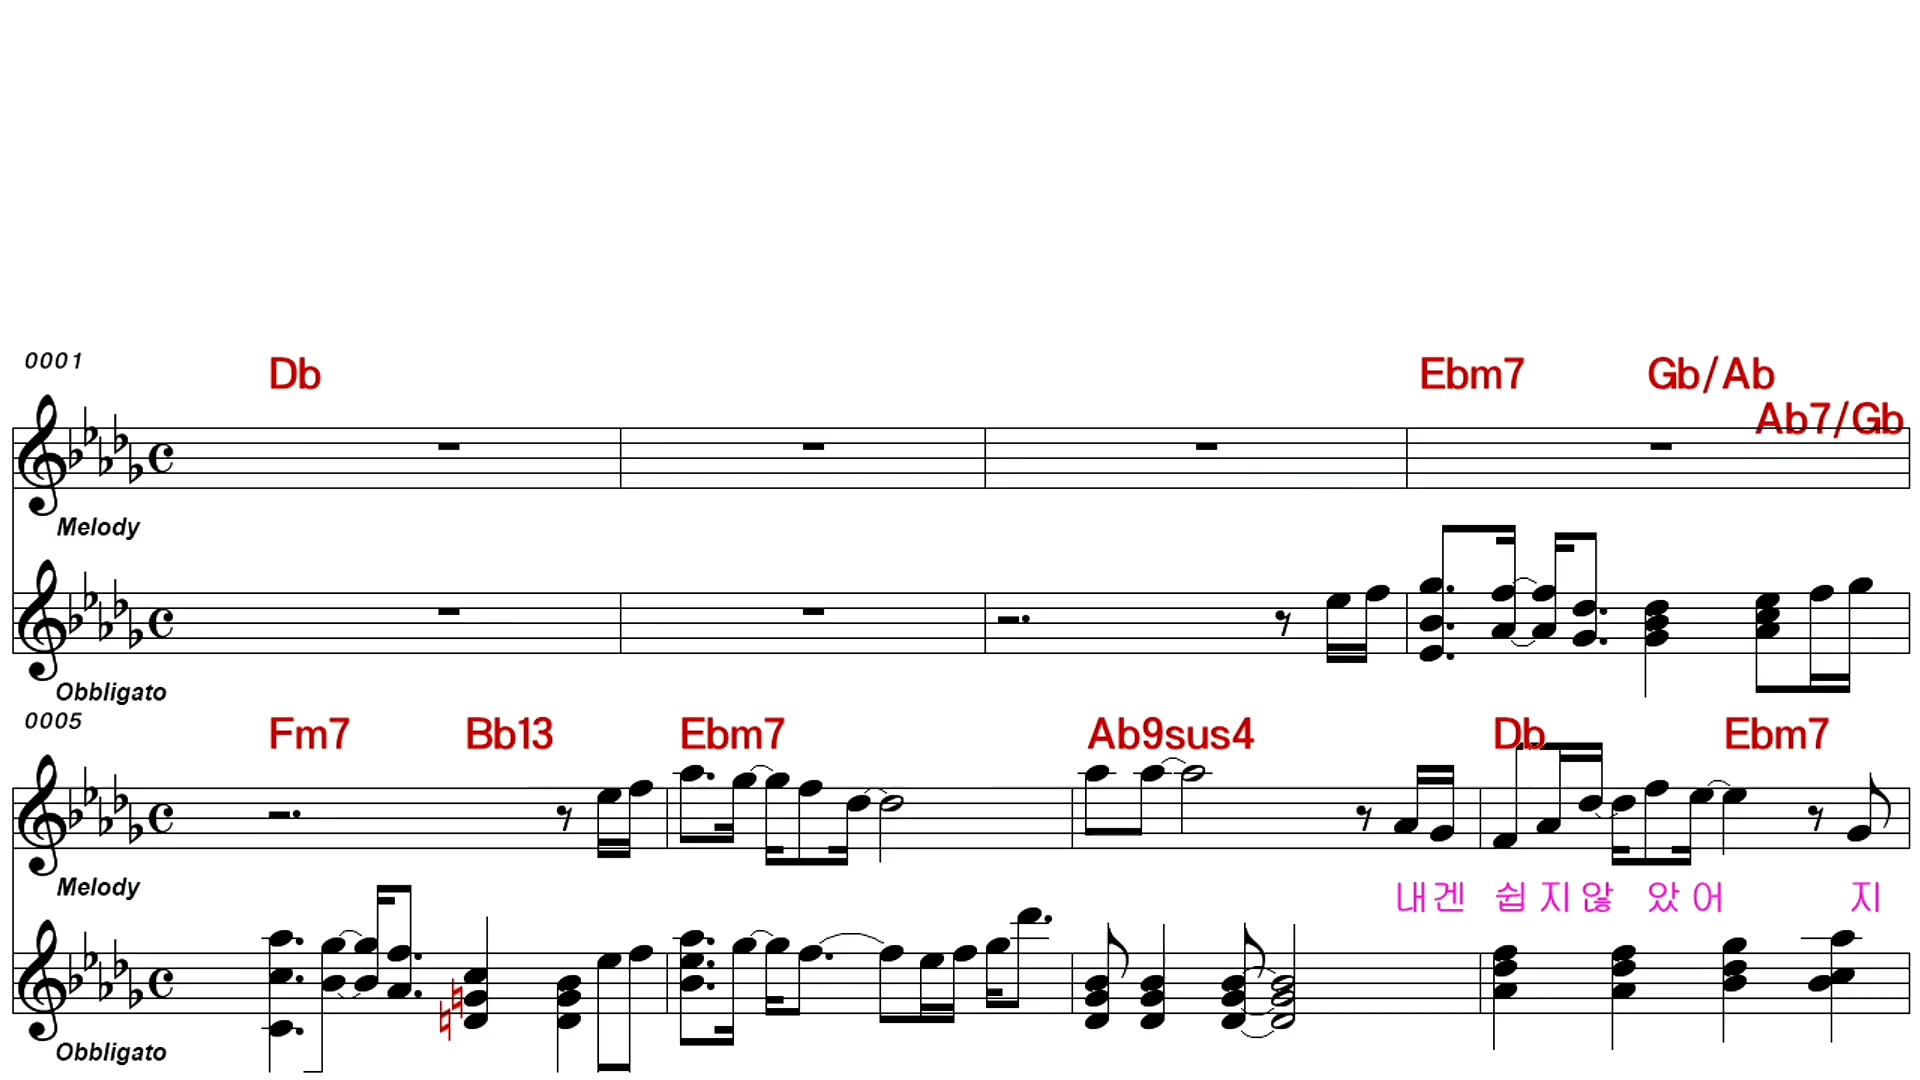 0001
Db Ebm7 Gb/Ab
Ab7/Gb
Melody
Obbligato
0005
Fm7 Bb13 Ebm7 Ab9sus4 Db Ebm7
Melody
내겐 쉽지않 았어 지
Obbligato